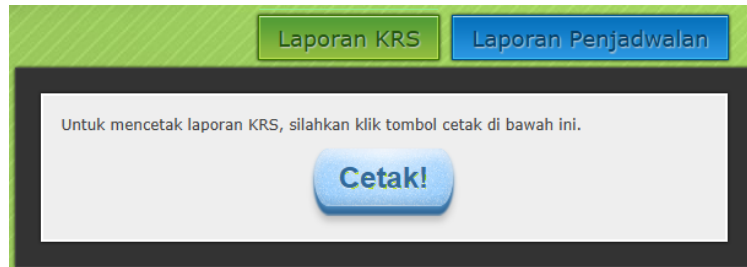 Laporan KRS Laporan Penjadwalan
Untuk mencetak laporan KRS, silahkan klik tombol cetak di bawah ini.
Cetak!